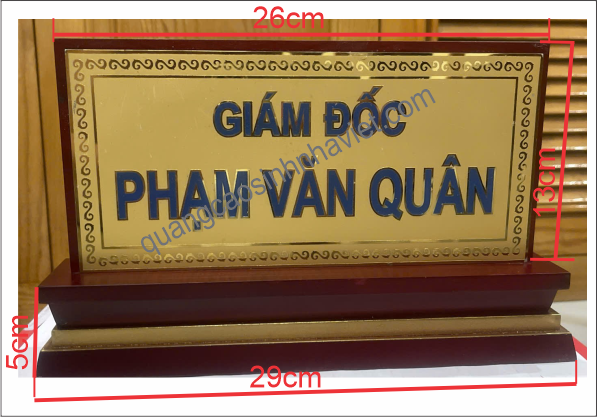 26cm
GIÁM ĐỐC
PHẠM VĂN QUÂN
quangcaosinhnhaviet.com
13cm
5cm
29cm